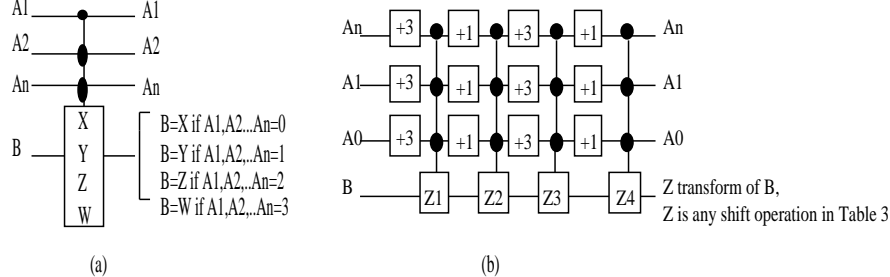 A1 A1
A2 A2
An An
X
B Y
Z
W
B=X if A1,A2...An=0
B=Y if A1,A2,..An=1
B=Z if A1,A2,..An=2
B=W if A1,A2,..An=3
(a)
An +3 +1 +3 +1 An
A1 +3 +1 +3 +1 A1
A0 +3 +1 +3 +1 A0
B Z1 Z2 Z3 Z4 Z transform of B,
Z is any shift operation in Table 3
(b)